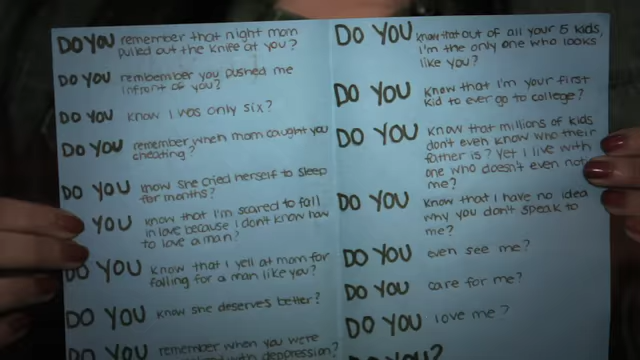 DO YOU remember that night mom
pulled out the knife at you?
DO YOU rembember you pushed me
infront of you?
DO YOU know I was only six?
DO YOU remember when mom caught you
cheating?
DO YOU know she cried herself to sleep
for months?
YOU know that I'm scared to fall
in love because I don't know how
to love a man?
DO YOU know that I yell at mom for
falling for a man like you?
DO YOU know she deserves better?
DO YOU remember when you were
with depression?
DO YOU know that out of all your 5 kids,
I'm the only one who looks
like you?
DO YOU know that I'm your first
kid to ever go to college?
DO YOU know that millions of kids
don't even know who their
father is? Yet I live with
one who doesn't even not
me?
DO YOU know that I have no idea
why you don't speak to
me?
DO YOU even see me?
DO YOU care for me?
DO YOU love me?
DO YOU?